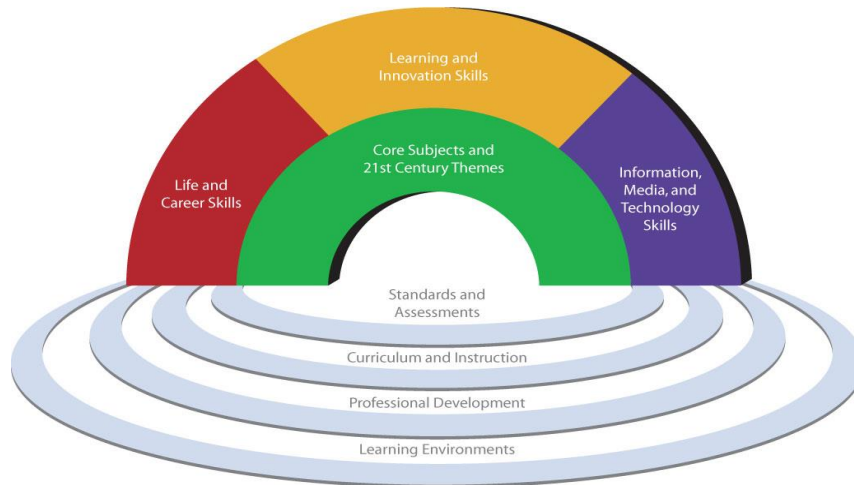 Learning and
Innovation Skills
Core Subjects and
21st Century Themes
Life and
Career Skills
Information,
Media, and
Technology
Skills
Standards and
Assessments
Curriculum and Instruction
Professional Development
Learning Environments